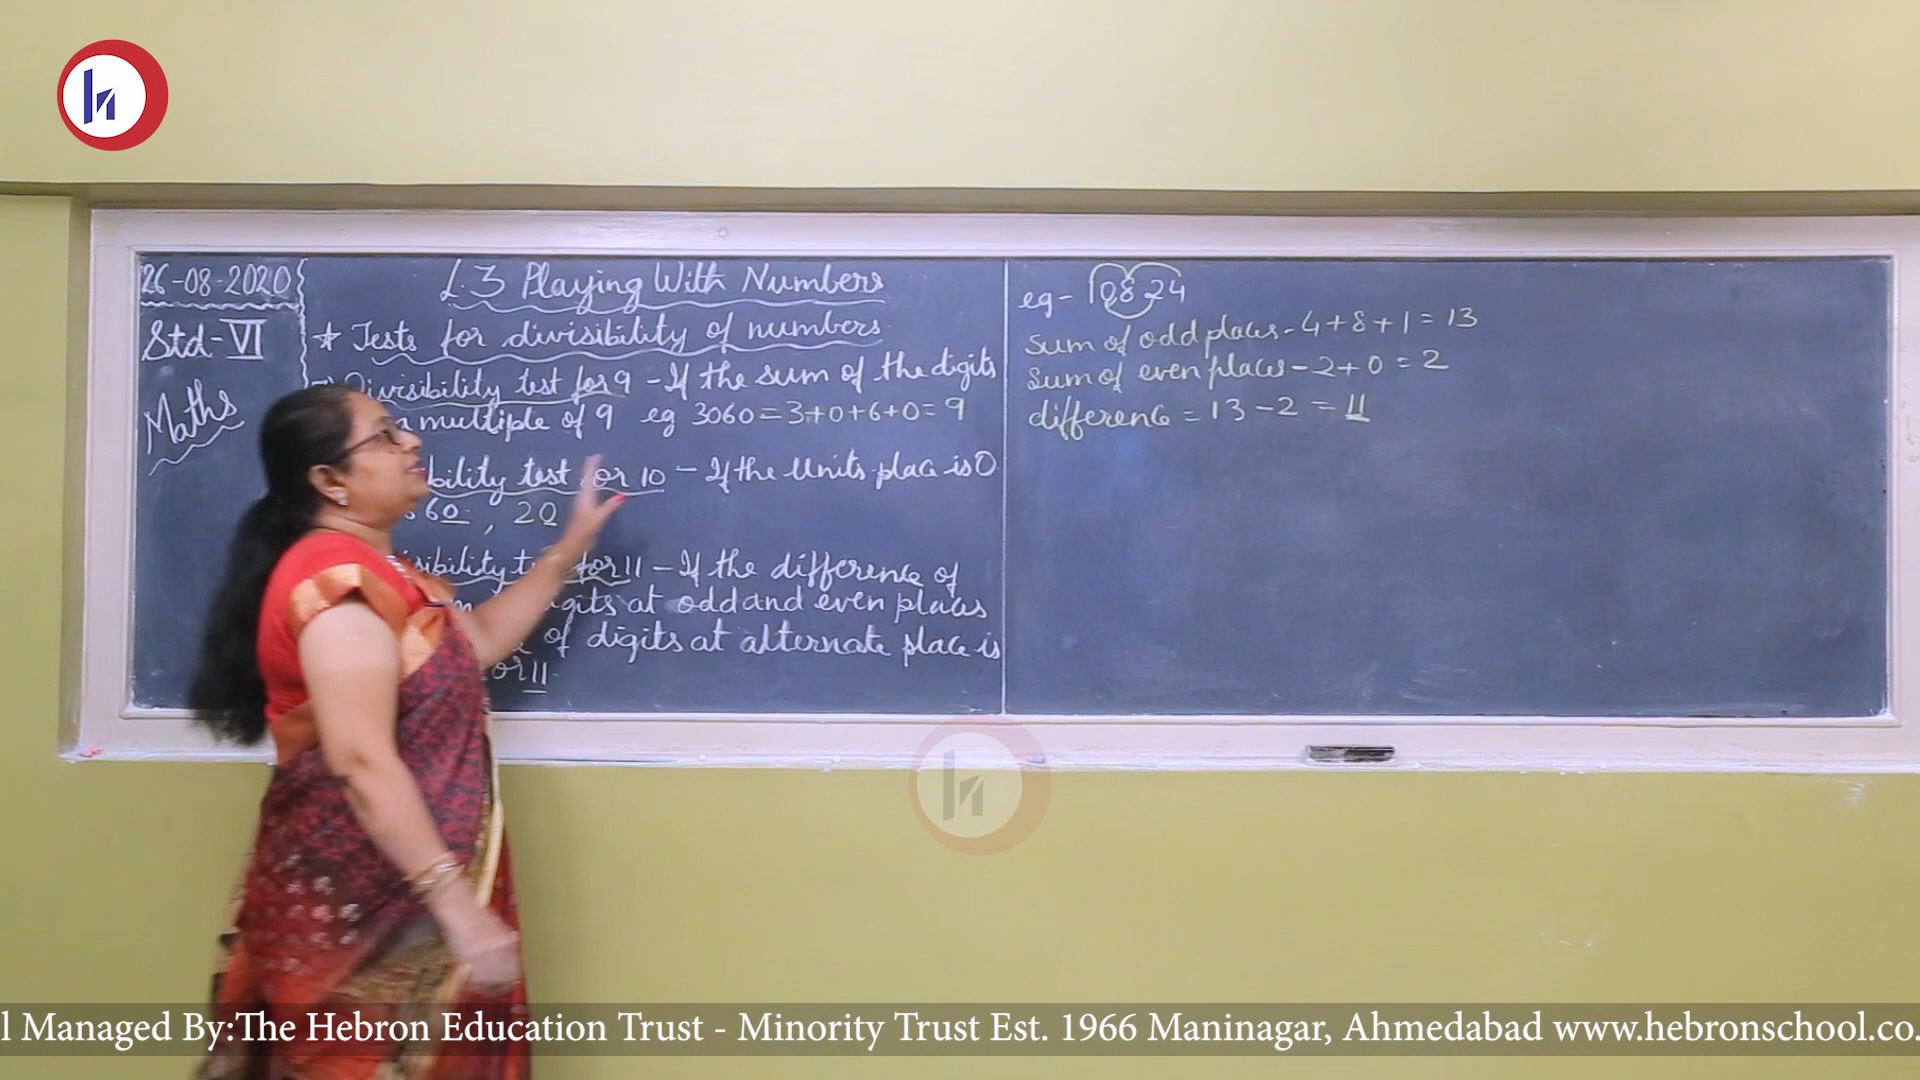 26-08-2020
Std-VI
Maths
L.3 Playing With Numbers
* Tests for divisibility of numbers
Divisibility test for 9 - If the sum of the digits
a multiple of 9 eg 3060=3+0+6+0=9
bility test for 10 - If the Units place is 0
60, 20
isibility t for 11 - If the difference of
gits at odd and even places
of digits at alternate place is
or 11
eg- 10824
Sum of odd places-4+8+1=13
Sum of even places-2+0=2
difference=13-2=11
l Managed By:The Hebron Education Trust - Minority Trust Est. 1966 Maninagar, Ahmedabad www.hebronschool.co.